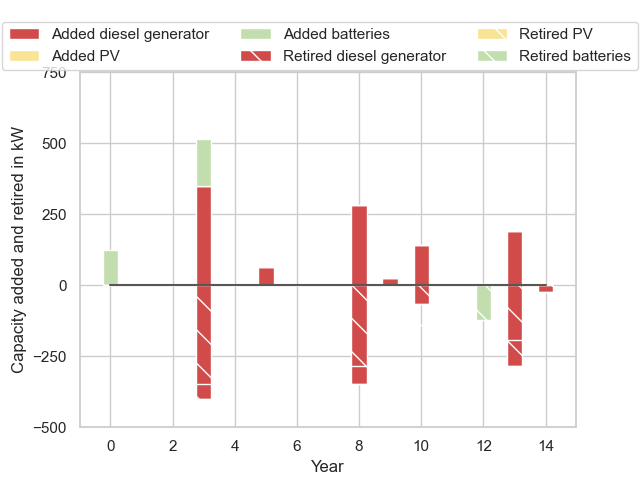 Added diesel generator Added batteries Retired PV
Added PV Retired diesel generator Retired batteries
750
500
250
0
−250
−500
Capacity added and retired in kW
0 2 4 6 8 10 12 14
Year